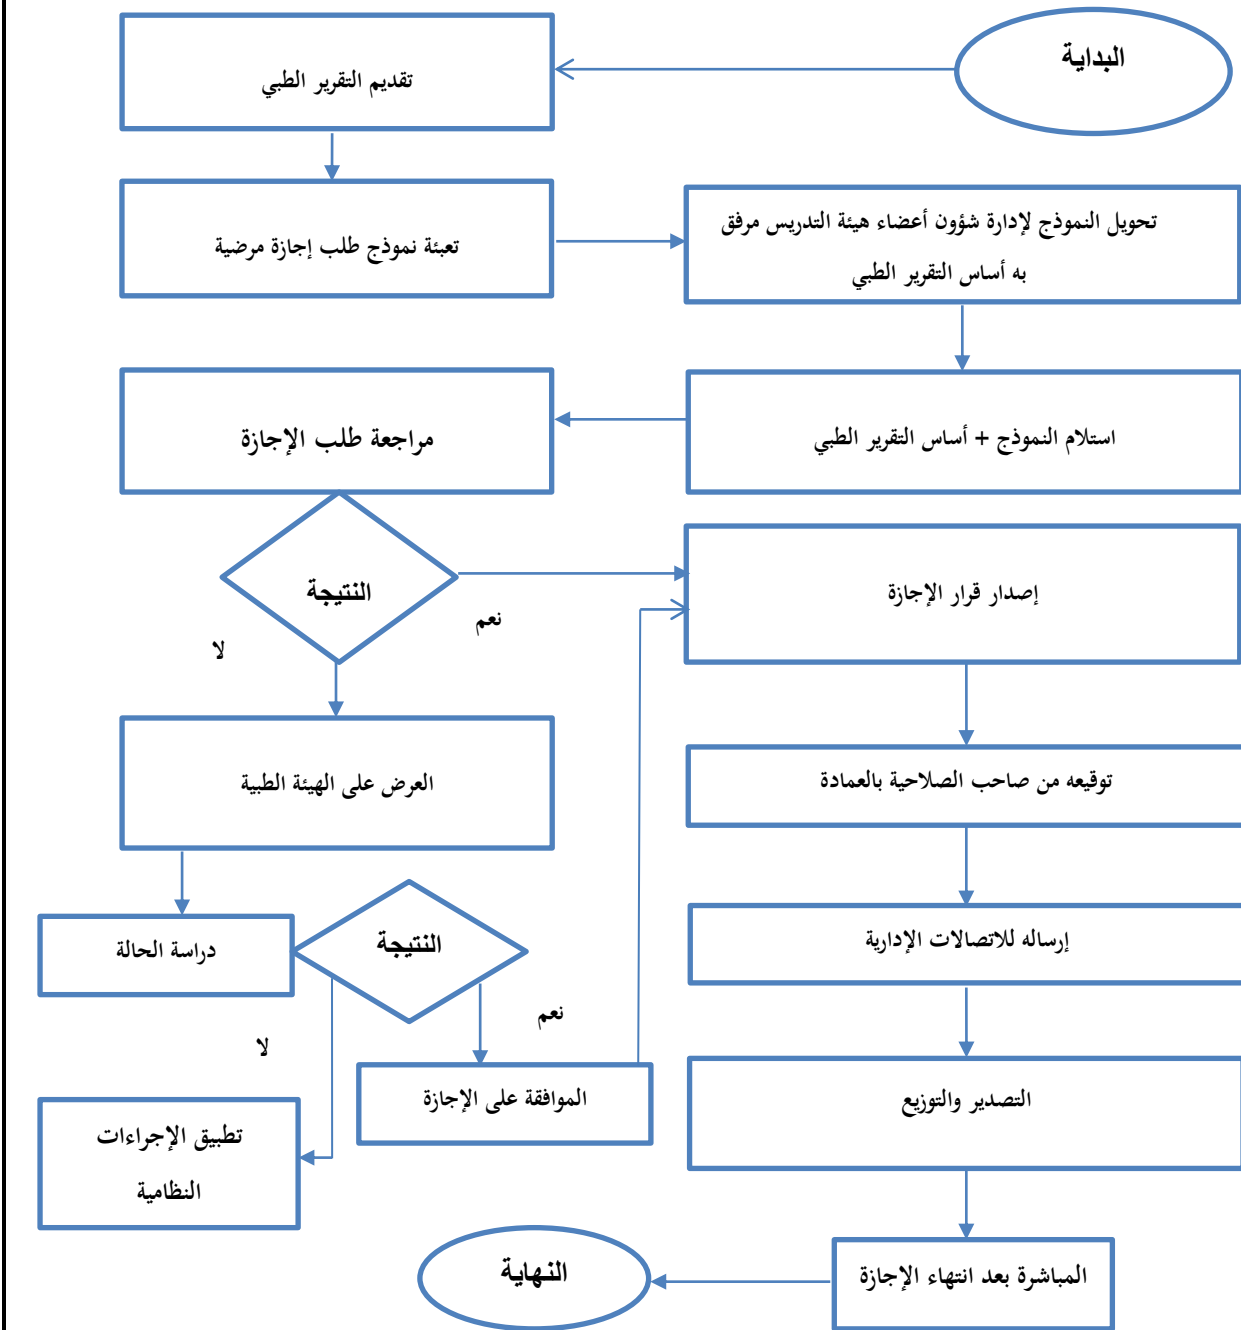 البداية
تقديم التقرير الطبي
تعبئة نموذج طلب إجازة مرضية
تحويل النموذج لإدارة شؤون أعضاء هيئة التدريس مرفق
به أساس التقرير الطبي
استلام النموذج + أساس التقرير الطبي
مراجعة طلب الإجازة
النتيجة
نعم
لا
إصدار قرار الإجازة
العرض على الهيئة الطبية
توقيعه من صاحب الصلاحية بالعمادة
دراسة الحالة
النتيجة
نعم
لا
إرساله للاتصالات الإدارية
الموافقة على الإجازة
التصدير والتوزيع
تطبيق الإجراءات
النظامية
المباشرة بعد انتهاء الإجازة
النهاية